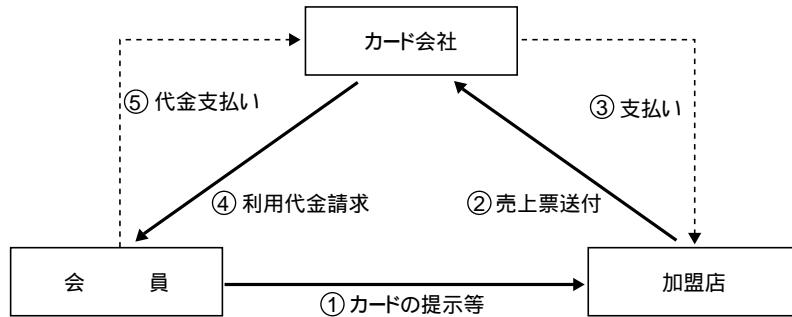 カード会社
⑤ 代金支払い
③ 支払い
④ 利用代金請求
② 売上票送付
会　　員
加盟店
① カードの提示等